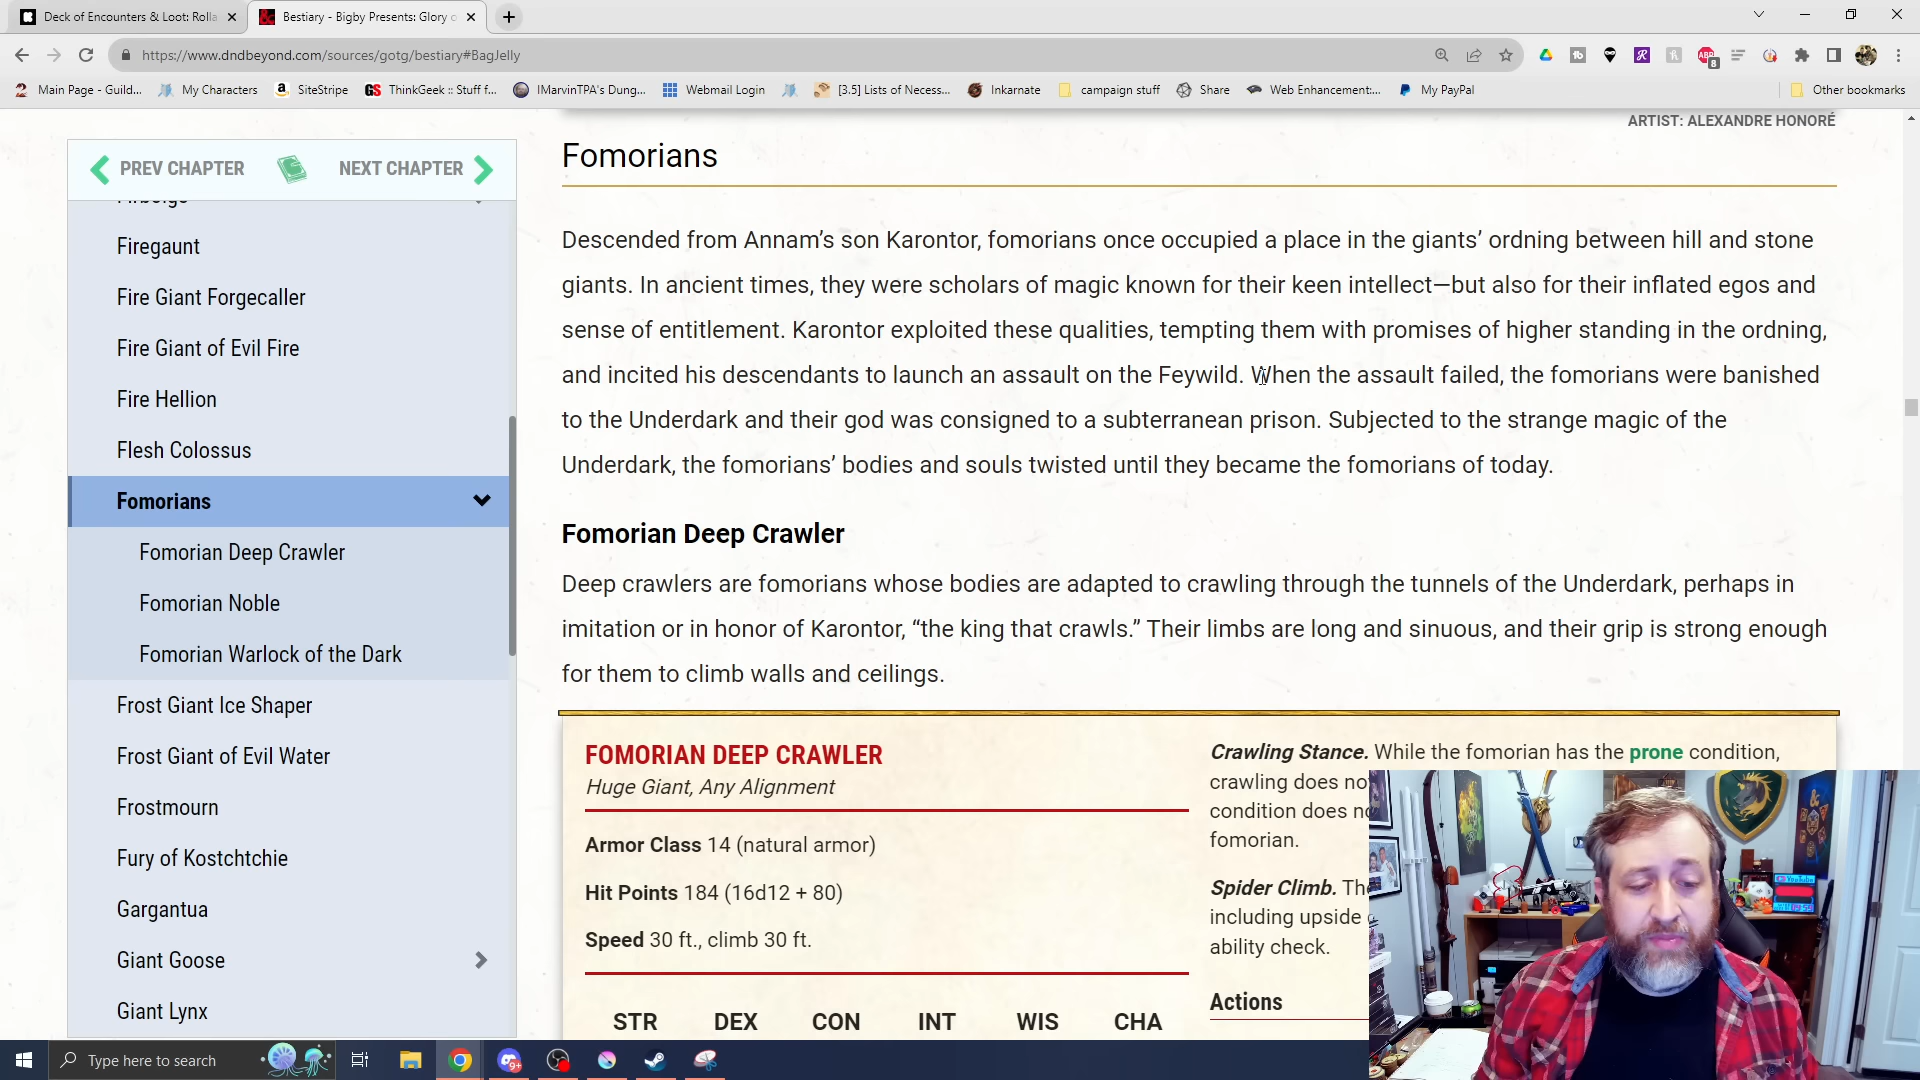 Deck of Encounters & Loot: Rolla
Bestiary - Bigby Presents: Glory o
https://www.dndbeyond.com/sources/gotg/bestiary#BagJelly
Main Page - Guild...
My Characters
SiteStripe
ThinkGeek :: Stuff f...
IMarvinTPA's Dung...
Webmail Login
[3.5] Lists of Necess...
Inkarnate
campaign stuff
Share
Web Enhancement:...
My PayPal
Other bookmarks
PREV CHAPTER
NEXT CHAPTER
Firbolgs
Firegaunt
Fire Giant Forgecaller
Fire Giant of Evil Fire
Fire Hellion
Flesh Colossus
Fomorians
Fomorian Deep Crawler
Fomorian Noble
Fomorian Warlock of the Dark
Frost Giant Ice Shaper
Frost Giant of Evil Water
Frostmourn
Fury of Kostchtchie
Gargantua
Giant Goose
Giant Lynx
ARTIST: ALEXANDRE HONORÉ
Fomorians
Descended from Annam’s son Karontor, fomorians once occupied a place in the giants’ ordning between hill and stone
giants. In ancient times, they were scholars of magic known for their keen intellect—but also for their inflated egos and
sense of entitlement. Karontor exploited these qualities, tempting them with promises of higher standing in the ordning,
and incited his descendants to launch an assault on the Feywild. When the assault failed, the fomorians were banished
to the Underdark and their god was consigned to a subterranean prison. Subjected to the strange magic of the
Underdark, the fomorians’ bodies and souls twisted until they became the fomorians of today.
Fomorian Deep Crawler
Deep crawlers are fomorians whose bodies are adapted to crawling through the tunnels of the Underdark, perhaps in
imitation or in honor of Karontor, “the king that crawls.” Their limbs are long and sinuous, and their grip is strong enough
for them to climb walls and ceilings.
FOMORIAN DEEP CRAWLER
Huge Giant, Any Alignment
Armor Class 14 (natural armor)
Hit Points 184 (16d12 + 80)
Speed 30 ft., climb 30 ft.
STR DEX CON INT WIS CHA
Crawling Stance. While the fomorian has the prone condition,
crawling does no
condition does no
fomorian.
Spider Climb. The
including upside
ability check.
Actions
Type here to search